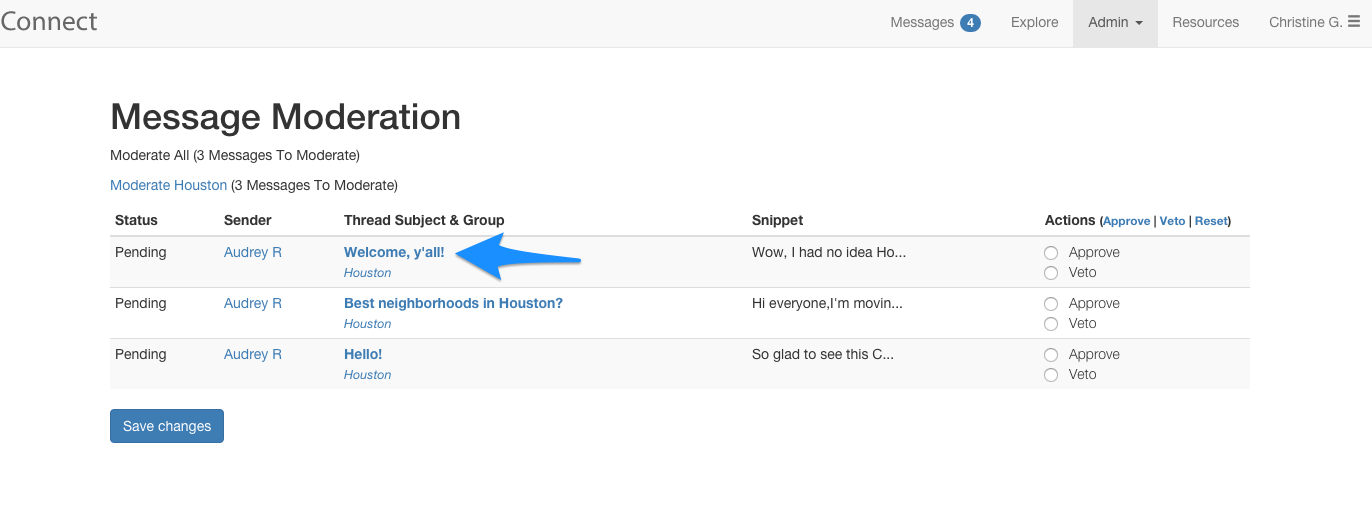 Connect
Messages 4 Explore Admin Resources Christine G.
Message Moderation
Moderate All (3 Messages To Moderate)
Moderate Houston (3 Messages To Moderate)
Status Sender Thread Subject & Group Snippet Actions (Approve | Veto | Reset)
Pending Audrey R Welcome, y'all! Wow, I had no idea Ho... Approve
Houston Veto
Pending Audrey R Best neighborhoods in Houston? Hi everyone,I'm movin... Approve
Houston Veto
Pending Audrey R Hello! So glad to see this C... Approve
Houston Veto
Save changes